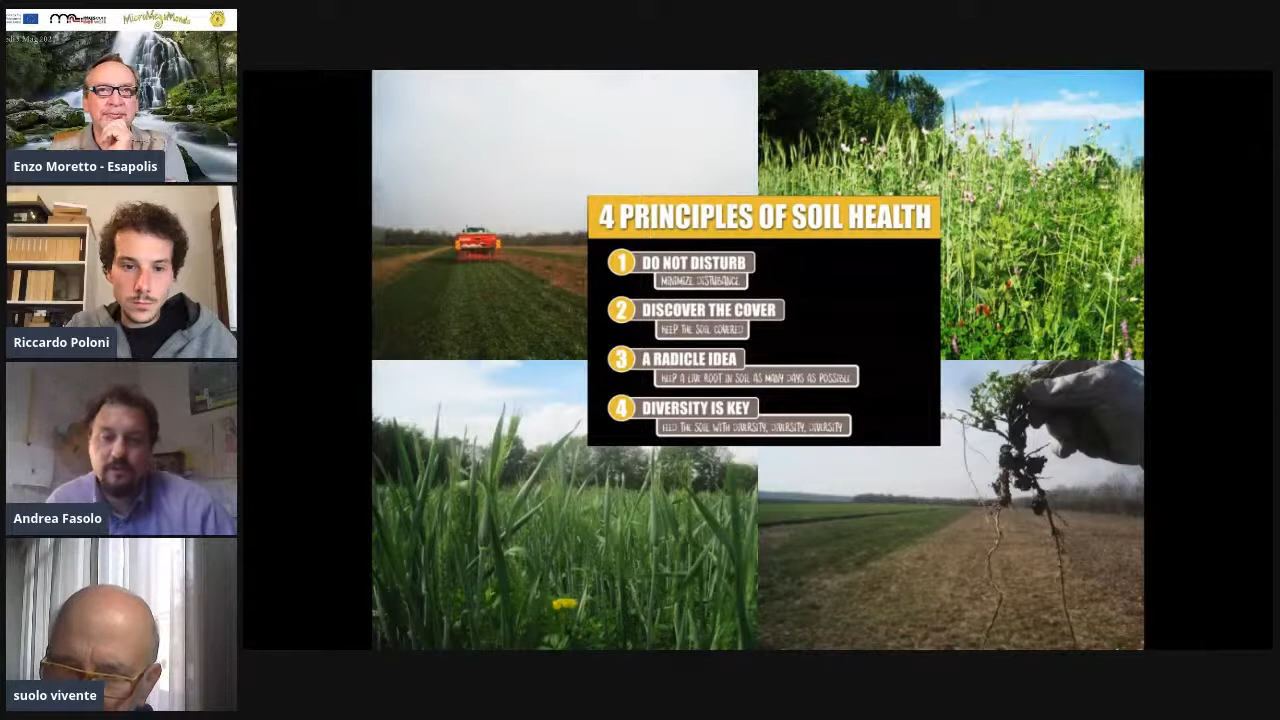 MicroMegaMondo
Enzo Moretto - Esapolis
Riccardo Poloni
Andrea Fasolo
suolo vivente
4 PRINCIPLES OF SOIL HEALTH
1 DO NOT DISTURB
MINIMIZE DISTURBANCE
2 DISCOVER THE COVER
KEEP THE SOIL COVERED
3 A RADICLE IDEA
KEEP A LIVE ROOT IN SOIL AS MANY DAYS AS POSSIBLE
4 DIVERSITY IS KEY
FEED THE SOIL WITH DIVERSITY, DIVERSITY, DIVERSITY